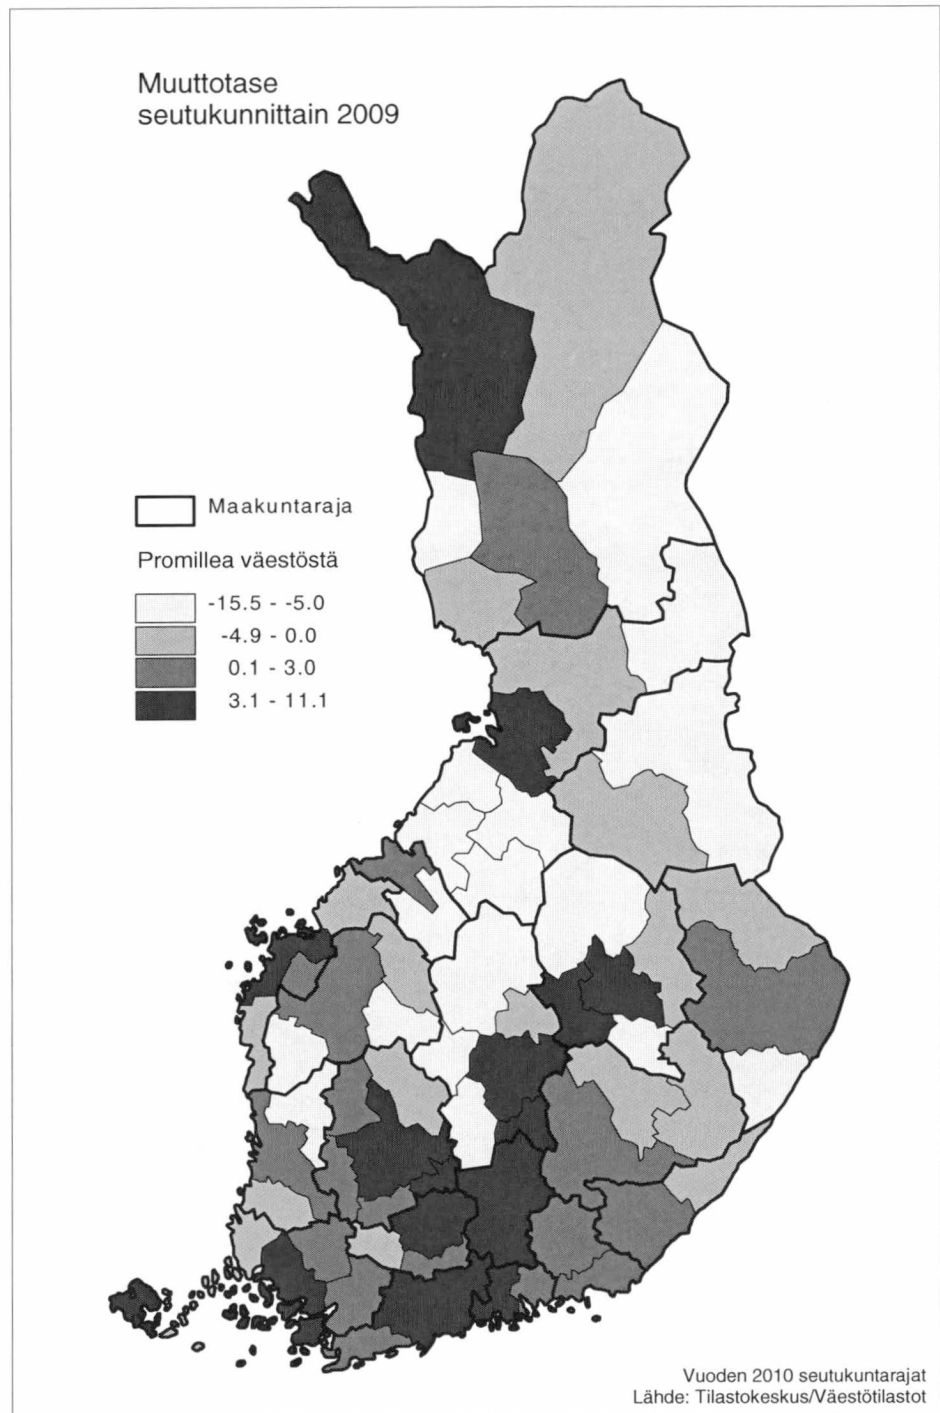 Muuttotase
seutukunnittain 2009
Maakuntaraja
Promillea väestöstä
-15.5 - -5.0
-4.9 - 0.0
0.1 - 3.0
3.1 - 11.1
Vuoden 2010 seutukuntarajat
Lähde: Tilastokeskus/Väestötilastot